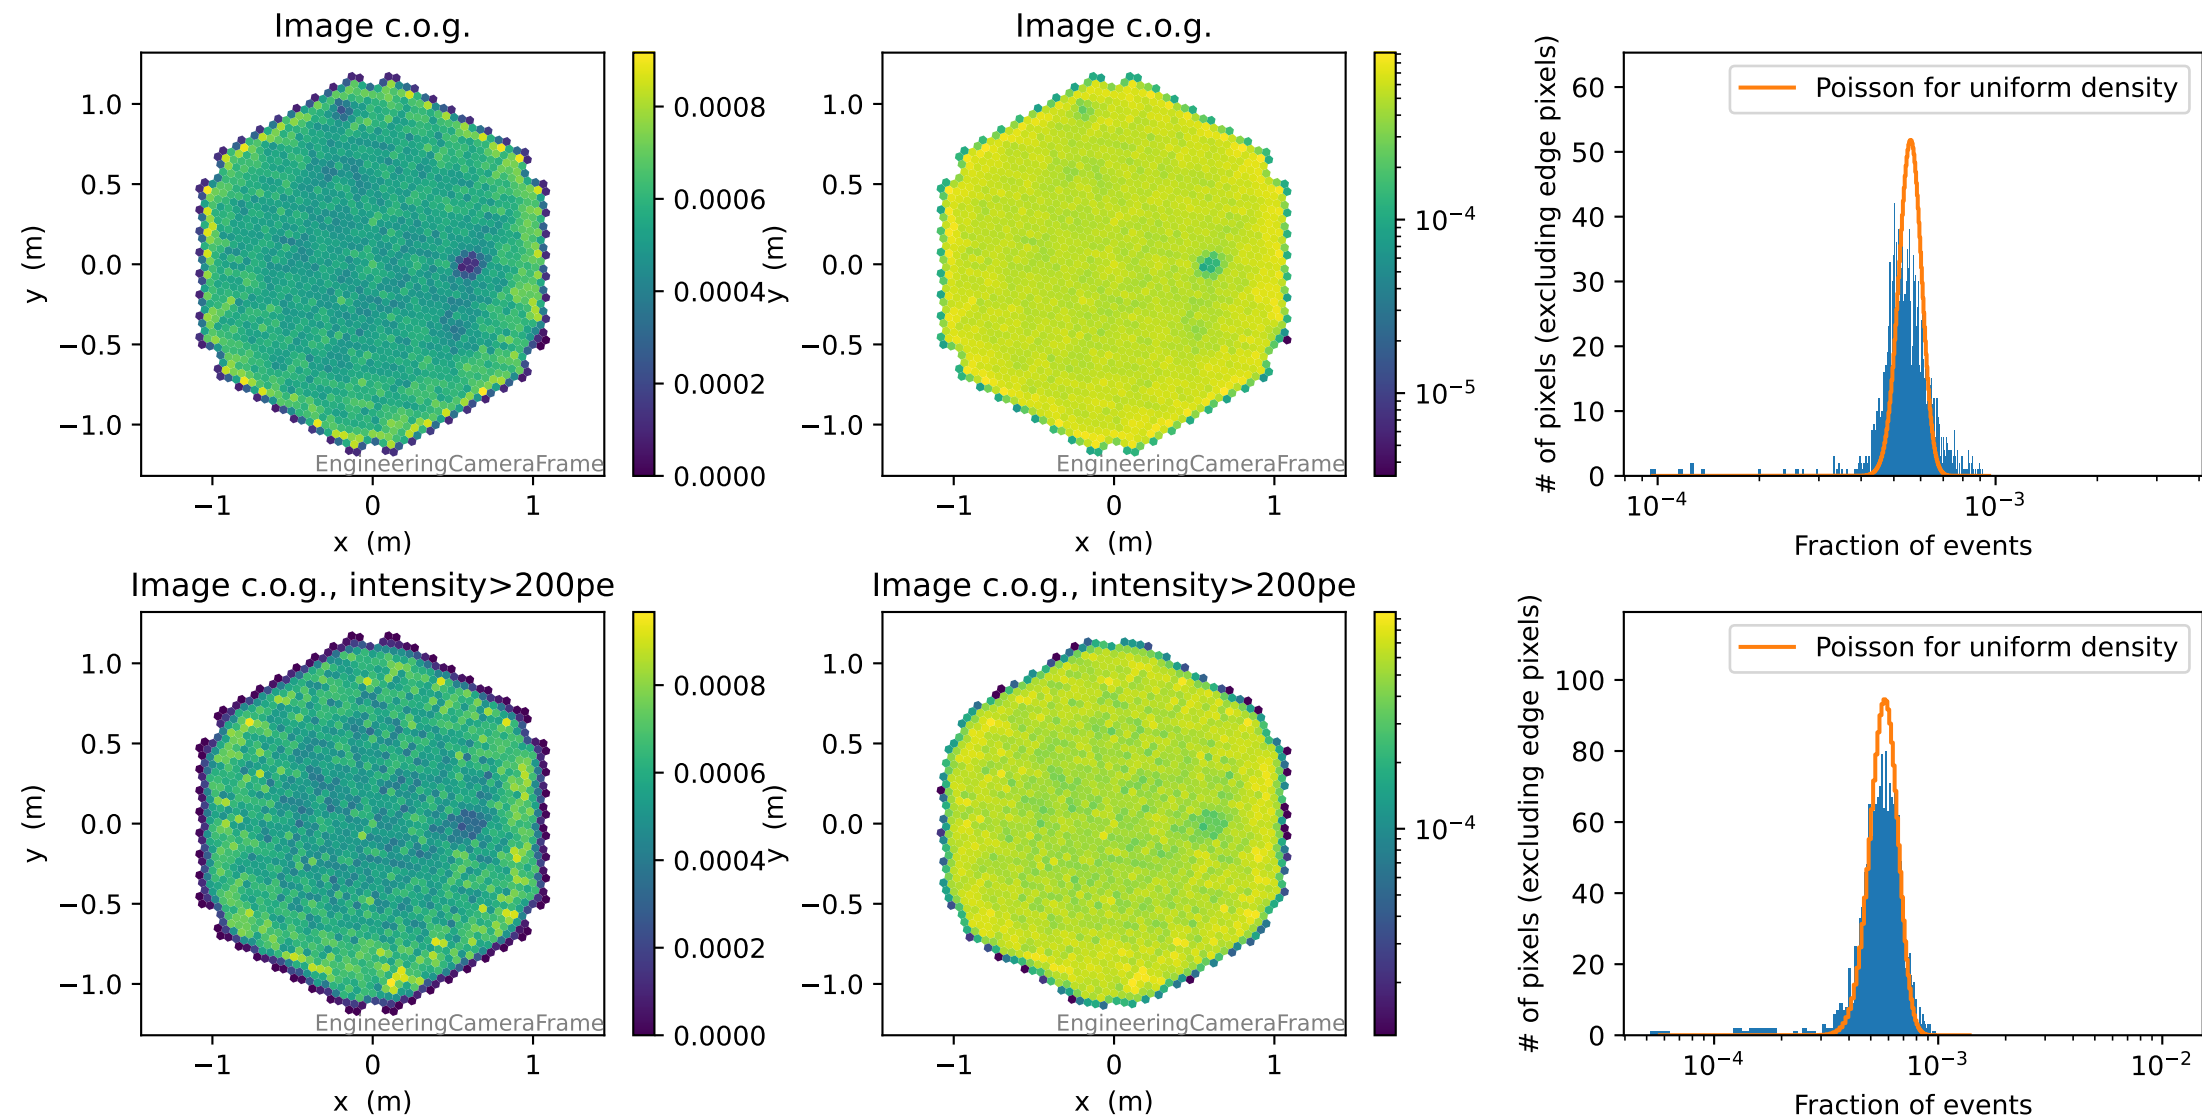 Image c.o.g.
y (m)
1.0
0.5
0.0
−0.5
−1.0
−1
0
1
x (m)
EngineeringCameraFrame
0.0008
0.0006
0.0004
0.0002
0.0000
Image c.o.g.
y (m)
1.0
0.5
0.0
−0.5
−1.0
−1
0
1
x (m)
EngineeringCameraFrame
10⁻⁴
10⁻⁵
# of pixels (excluding edge pixels)
60
50
40
30
20
10
0
Poisson for uniform density
10⁻⁴
10⁻³
Fraction of events
Image c.o.g., intensity>200pe
y (m)
1.0
0.5
0.0
−0.5
−1.0
−1
0
1
x (m)
EngineeringCameraFrame
0.0008
0.0006
0.0004
0.0002
0.0000
Image c.o.g., intensity>200pe
y (m)
1.0
0.5
0.0
−0.5
−1.0
−1
0
1
x (m)
EngineeringCameraFrame
10⁻⁴
# of pixels (excluding edge pixels)
100
80
60
40
20
0
Poisson for uniform density
10⁻⁴
10⁻³
10⁻²
Fraction of events